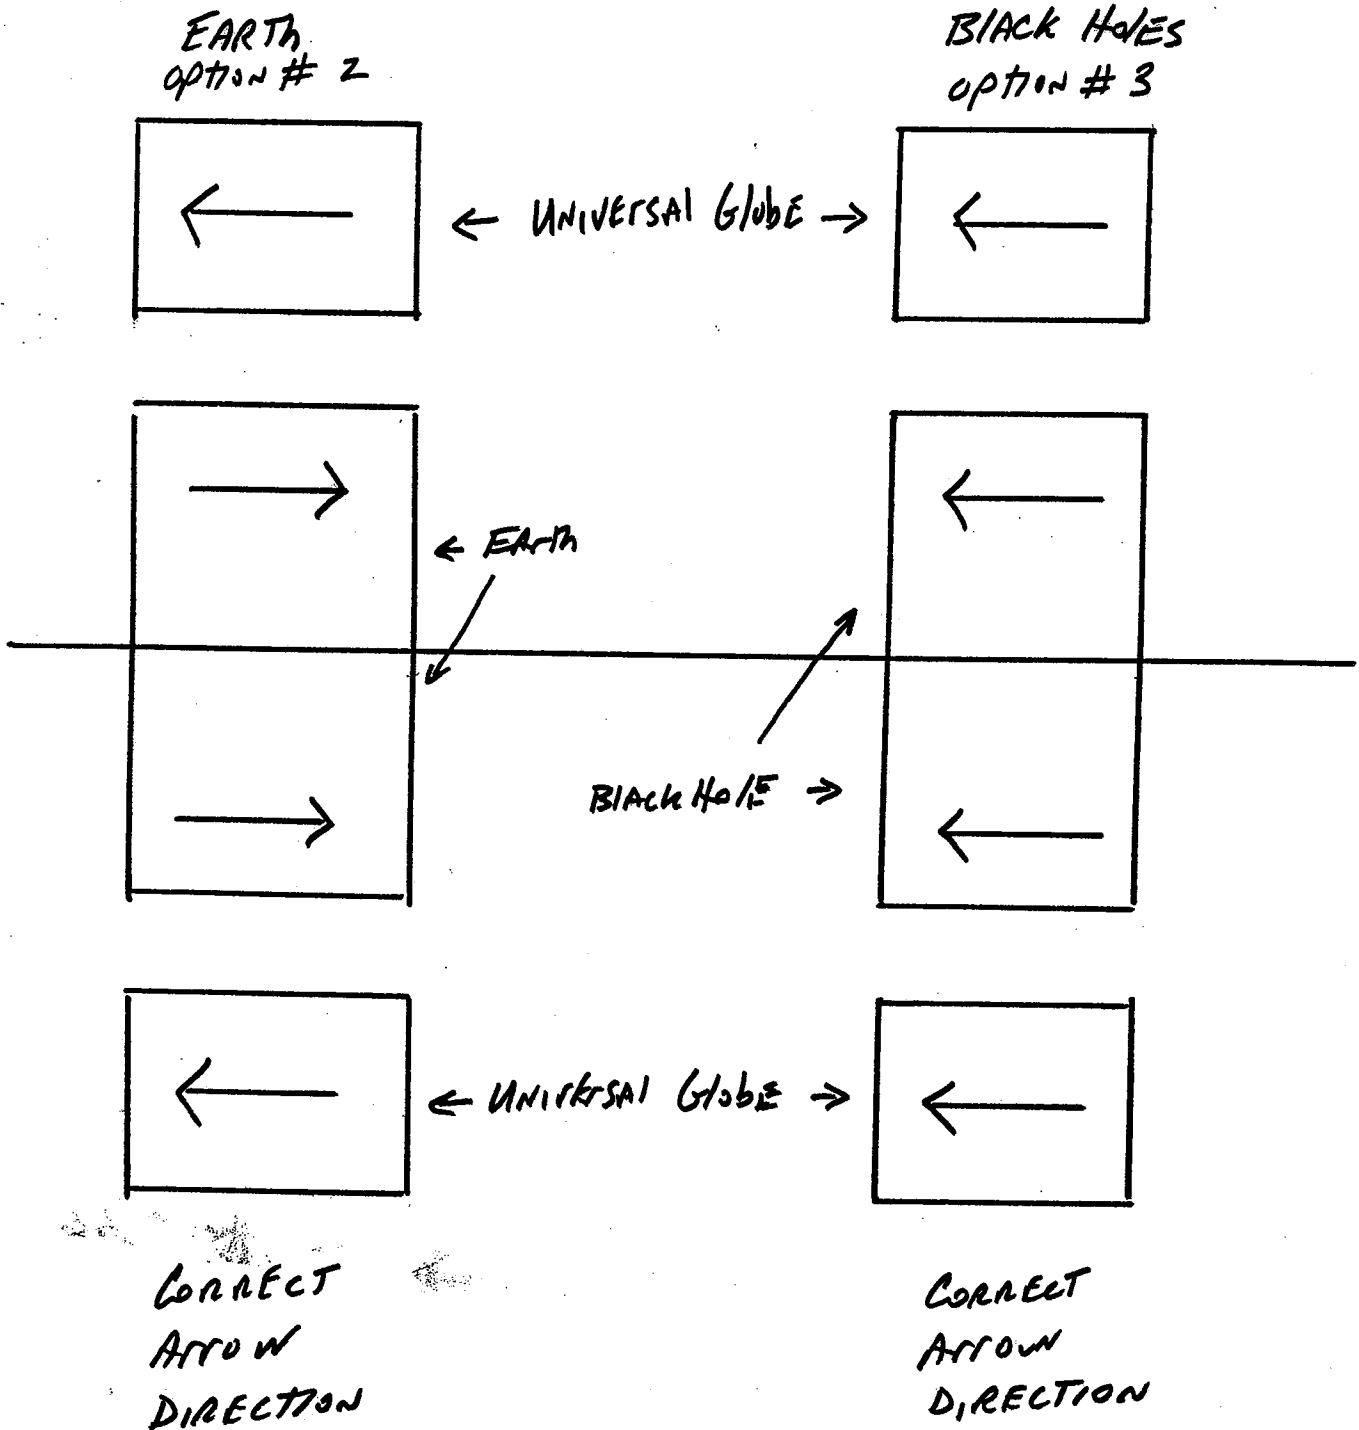 EARTh
OPTION # 2
BlACK HolES
OPTION # 3
← UNIVErSAl GlobE →
← EArTh
BlAck HolE →
← UNIVErSAl GlobE →
CORRECT
ArroW
DIRECTION
CORRECT
ArroW
DIRECTION